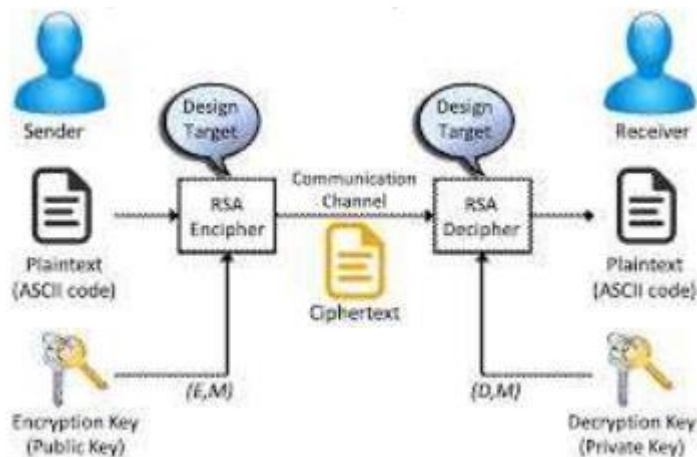 Sender
Design
Target
Design
Target
Receiver
RSA
Encipher
Communication
Channel
RSA
Decipher
Plaintext
(ASCII code)
Ciphertext
Plaintext
(ASCII code)
(E,M)
(D,M)
Encryption Key
(Public Key)
Decryption Key
(Private Key)